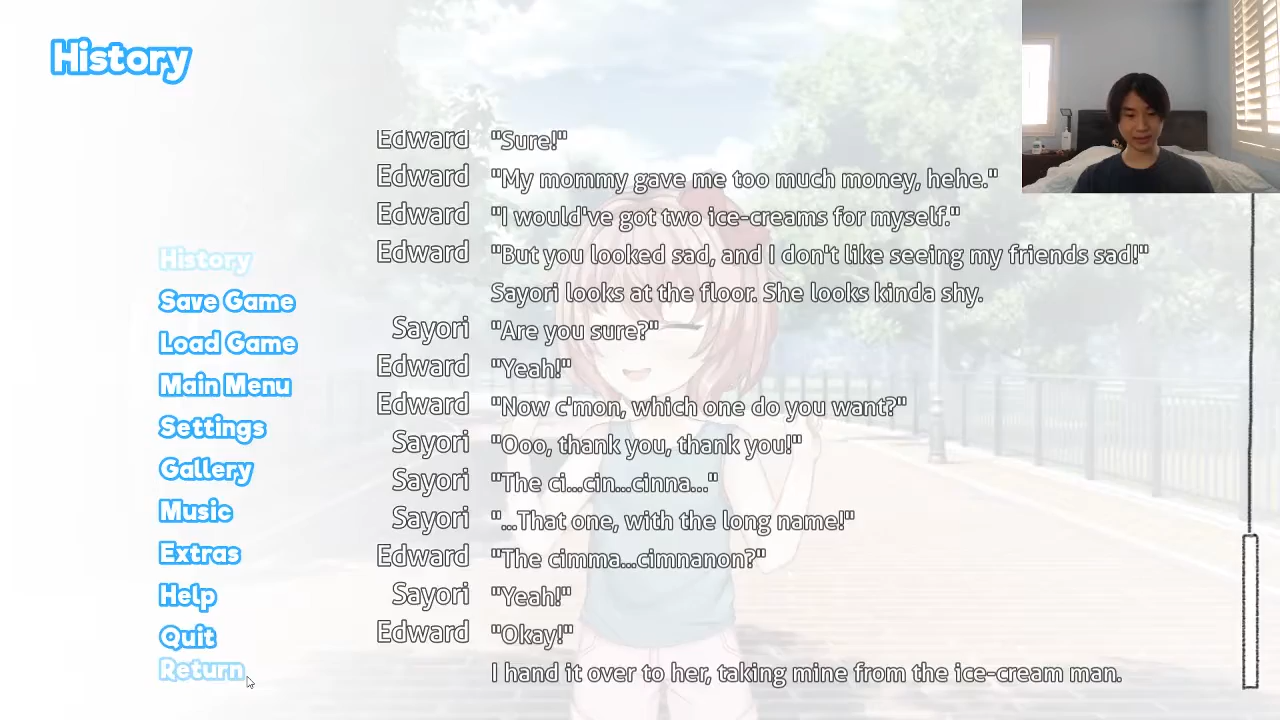 History
Edward "Sure!"
Edward "My mommy gave me too much money, hehe."
Edward "I would've got two ice-creams for myself."
Edward "But you looked sad, and I don't like seeing my friends sad!"
Sayori looks at the floor. She looks kinda shy.
Sayori "Are you sure?"
Edward "Yeah!"
Edward "Now c'mon, which one do you want?"
Sayori "Ooo, thank you, thank you!"
Sayori "The ci...cin...cinna..."
Sayori "...That one, with the long name!"
Edward "The cimma...cimnanon?"
Sayori "Yeah!"
Edward "Okay!"
I hand it over to her, taking mine from the ice-cream man.
History
Save Game
Load Game
Main Menu
Settings
Gallery
Music
Extras
Help
Quit
Return